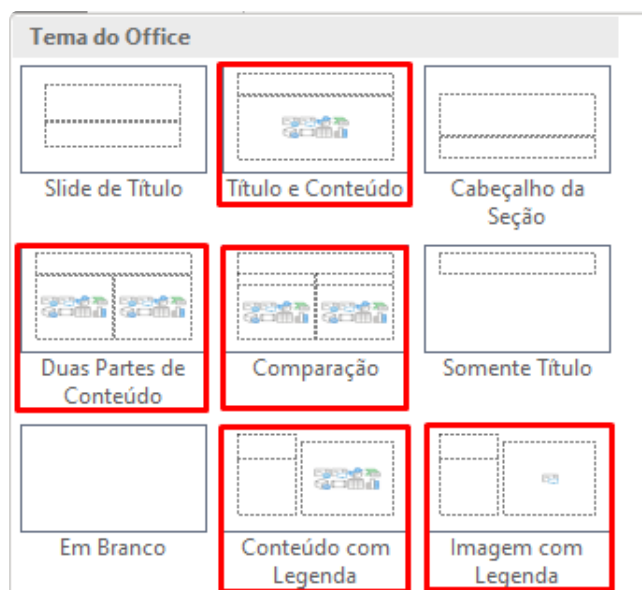 Tema do Office
Slide de Título
Título e Conteúdo
Cabeçalho da
Seção
Duas Partes de
Conteúdo
Comparação
Somente Título
Em Branco
Conteúdo com
Legenda
Imagem com
Legenda